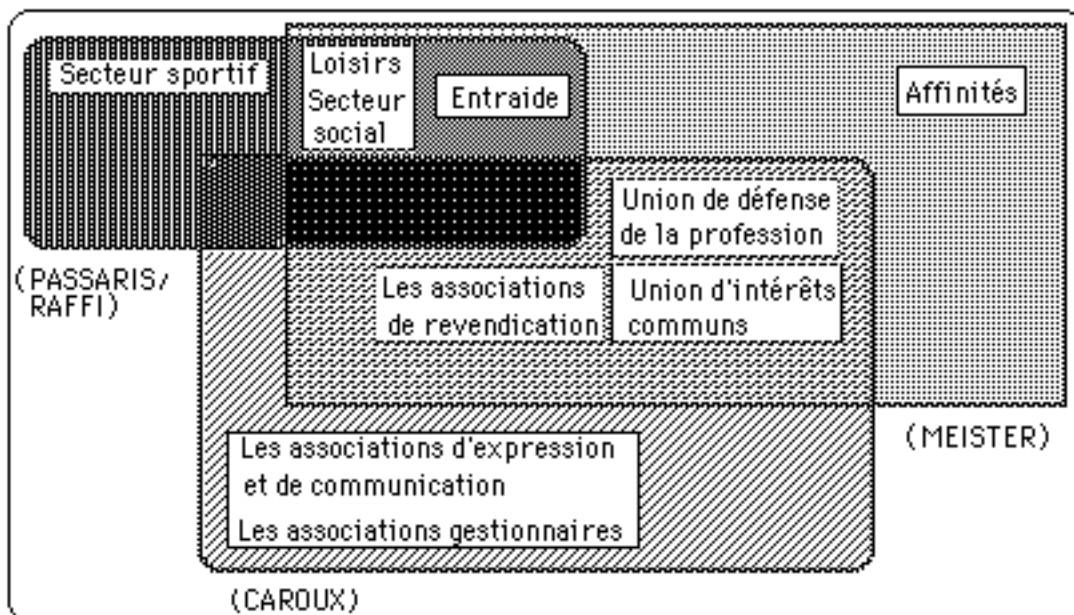 Secteur sportif
Loisirs
Secteur
social
Entraide
Affinités
Union de défense
de la profession
(PASSARIS/
RAFFI)
Les associations
de revendication
Union d'intérêts
communs
(MEISTER)
Les associations d'expression
et de communication
Les associations gestionnaires
(CAROUX)